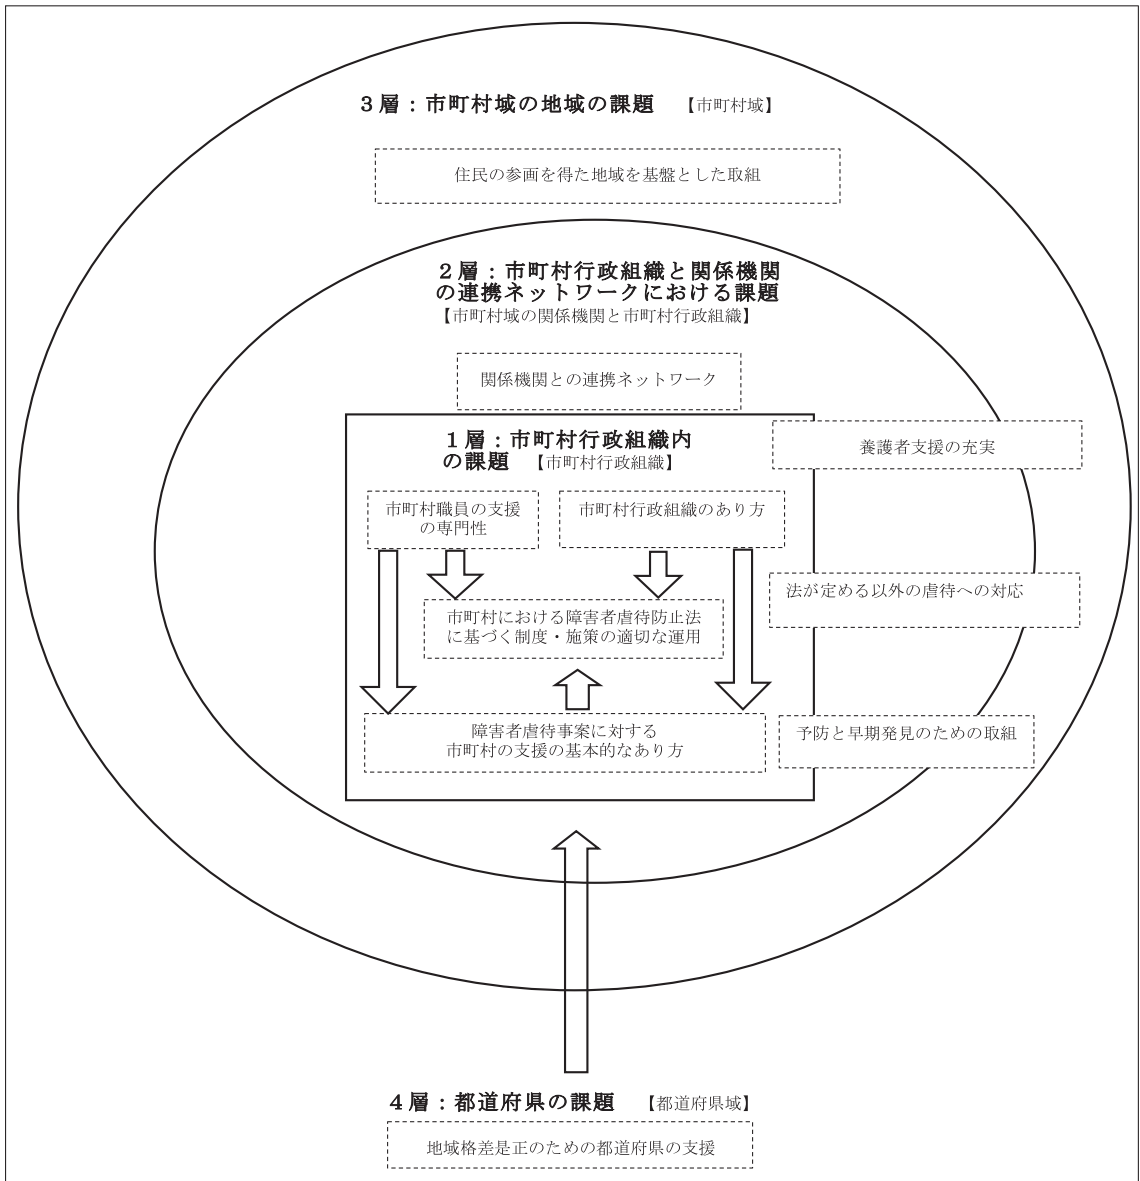 ３層：市町村域の地域の課題　【市町村域】
住民の参画を得た地域を基盤とした取組
２層：市町村行政組織と関係機関
の連携ネットワークにおける課題
【市町村域の関係機関と市町村行政組織】
関係機関との連携ネットワーク
１層：市町村行政組織内
の課題　【市町村行政組織】
養護者支援の充実
市町村職員の支援
の専門性
市町村行政組織のあり方
法が定める以外の虐待への対応
市町村における障害者虐待防止法
に基づく制度・施策の適切な運用
障害者虐待事案に対する
市町村の支援の基本的なあり方
予防と早期発見のための取組
４層：都道府県の課題　【都道府県域】
地域格差是正のための都道府県の支援